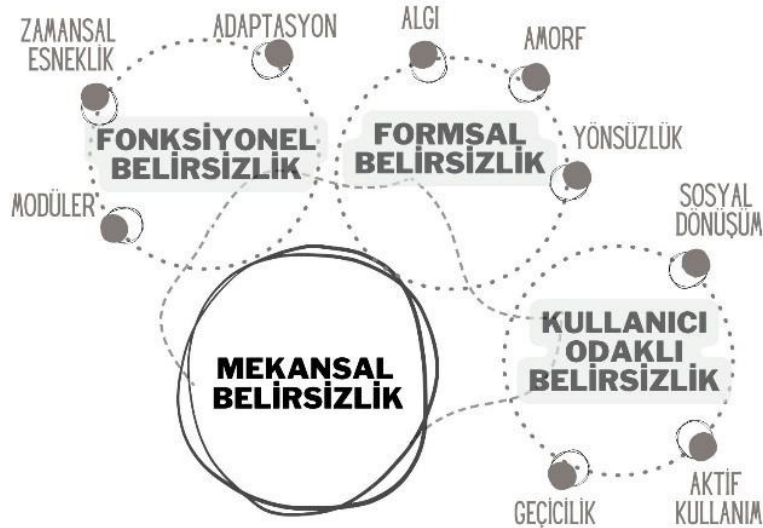 ZAMANSAL
ESNEKLİK
ADAPTASYON
MODÜLER
FONKSİYONEL
BELİRSİZLİK
ALGI
AMORF
YÖNSÜZLÜK
FORMSAL
BELİRSİZLİK
SOSYAL
DÖNÜŞÜM
KULLANICI
ODAKLI
BELİRSİZLİK
GEÇİCİLİK
AKTİF
KULLANIM
MEKANSAL
BELİRSİZLİK